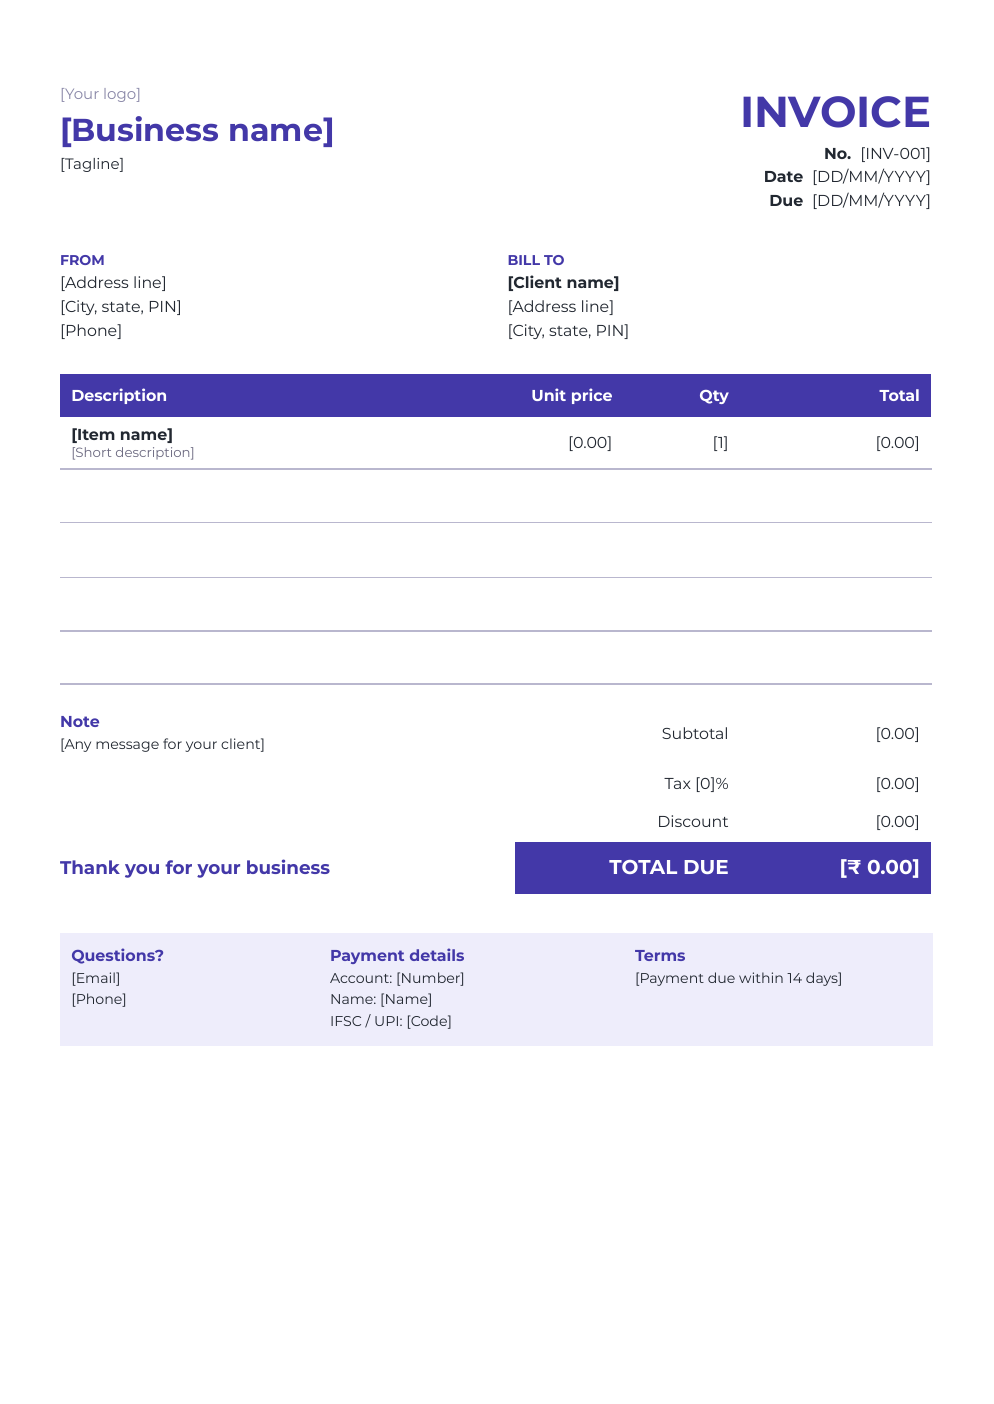 [Your logo]
[Business name]
[Tagline]
INVOICE
No. [INV-001]
Date [DD/MM/YYYY]
Due [DD/MM/YYYY]
FROM
[Address line]
[City, state, PIN]
[Phone]
BILL TO
[Client name]
[Address line]
[City, state, PIN]
Description Unit price Qty Total
[Item name]
[Short description]
[0.00] [1] [0.00]
Note
[Any message for your client]
Subtotal [0.00]
Tax [0]% [0.00]
Discount [0.00]
Thank you for your business
TOTAL DUE [₹ 0.00]
Questions?
[Email]
[Phone]
Payment details
Account: [Number]
Name: [Name]
IFSC / UPI: [Code]
Terms
[Payment due within 14 days]